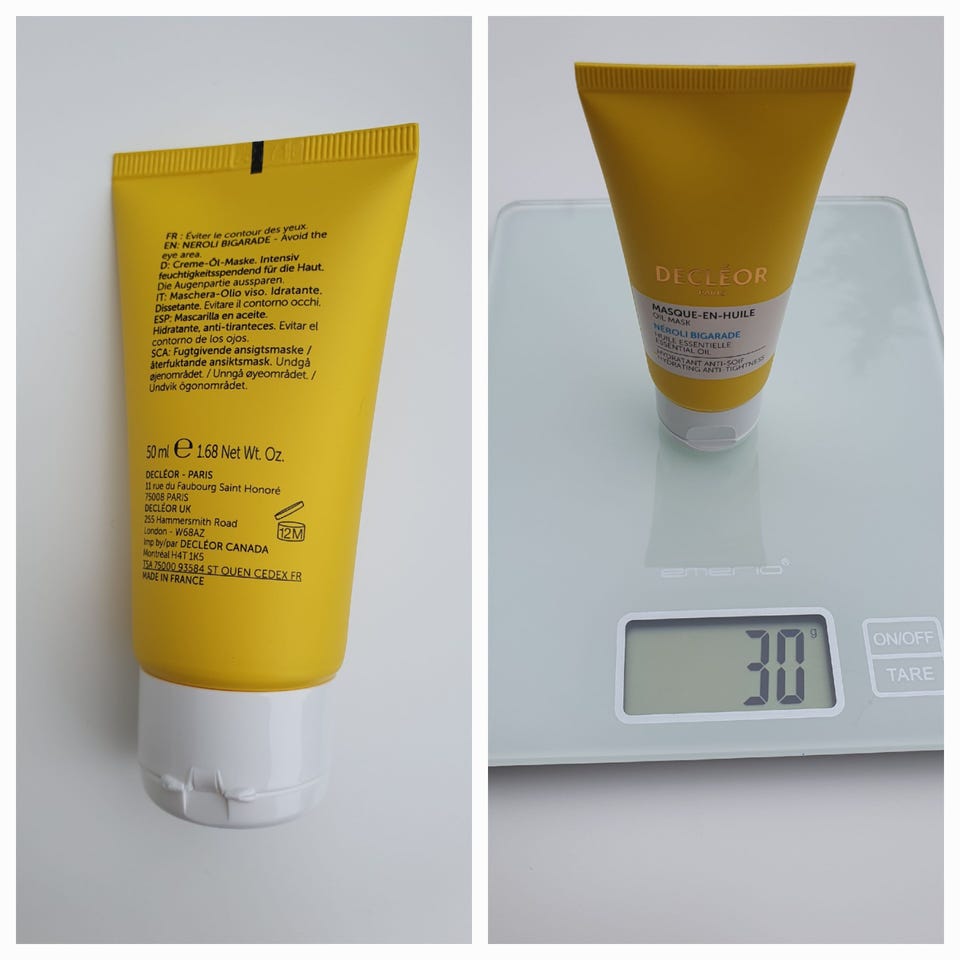 FR : Éviter le contour des yeux.
EN: NEROLI BIGARADE - Avoid the
eye area.
D: Creme-Öl-Maske. Intensiv
feuchtigkeitsspendend für die Haut.
Die Augenpartie aussparen.
IT: Maschera-Olio viso. Idratante.
Dissetante. Evitare il contorno occhi.
ESP: Mascarilla en aceite.
Hidratante, anti-tiranteces. Evitar el
contorno de los ojos.
SCA: Fugtgivende ansigtsmaske /
återfuktande ansiktsmask. Undgå
øjenområdet. / Unngå øyeområdet. /
Undvik ögonområdet.
50 ml e 1.68 Net Wt. Oz.
DECLÉOR - PARIS
11 rue du Faubourg Saint Honoré
75008 PARIS
DECLÉOR UK
255 Hammersmith Road
London - W68AZ
Imp by/par DECLÉOR CANADA
Montréal H4T 1K5
TSA 75000 93584 ST OUEN CEDEX FR
MADE IN FRANCE
12M
DECLÉOR
PARIS
MASQUE-EN-HUILE
OIL MASK
NÉROLI BIGARADE
HUILE ESSENTIELLE
ESSENTIAL OIL
HYDRATANT ANTI-SOIF
HYDRATING ANTI-TIGHTNESS
emerio®
30 g
ON/OFF
TARE